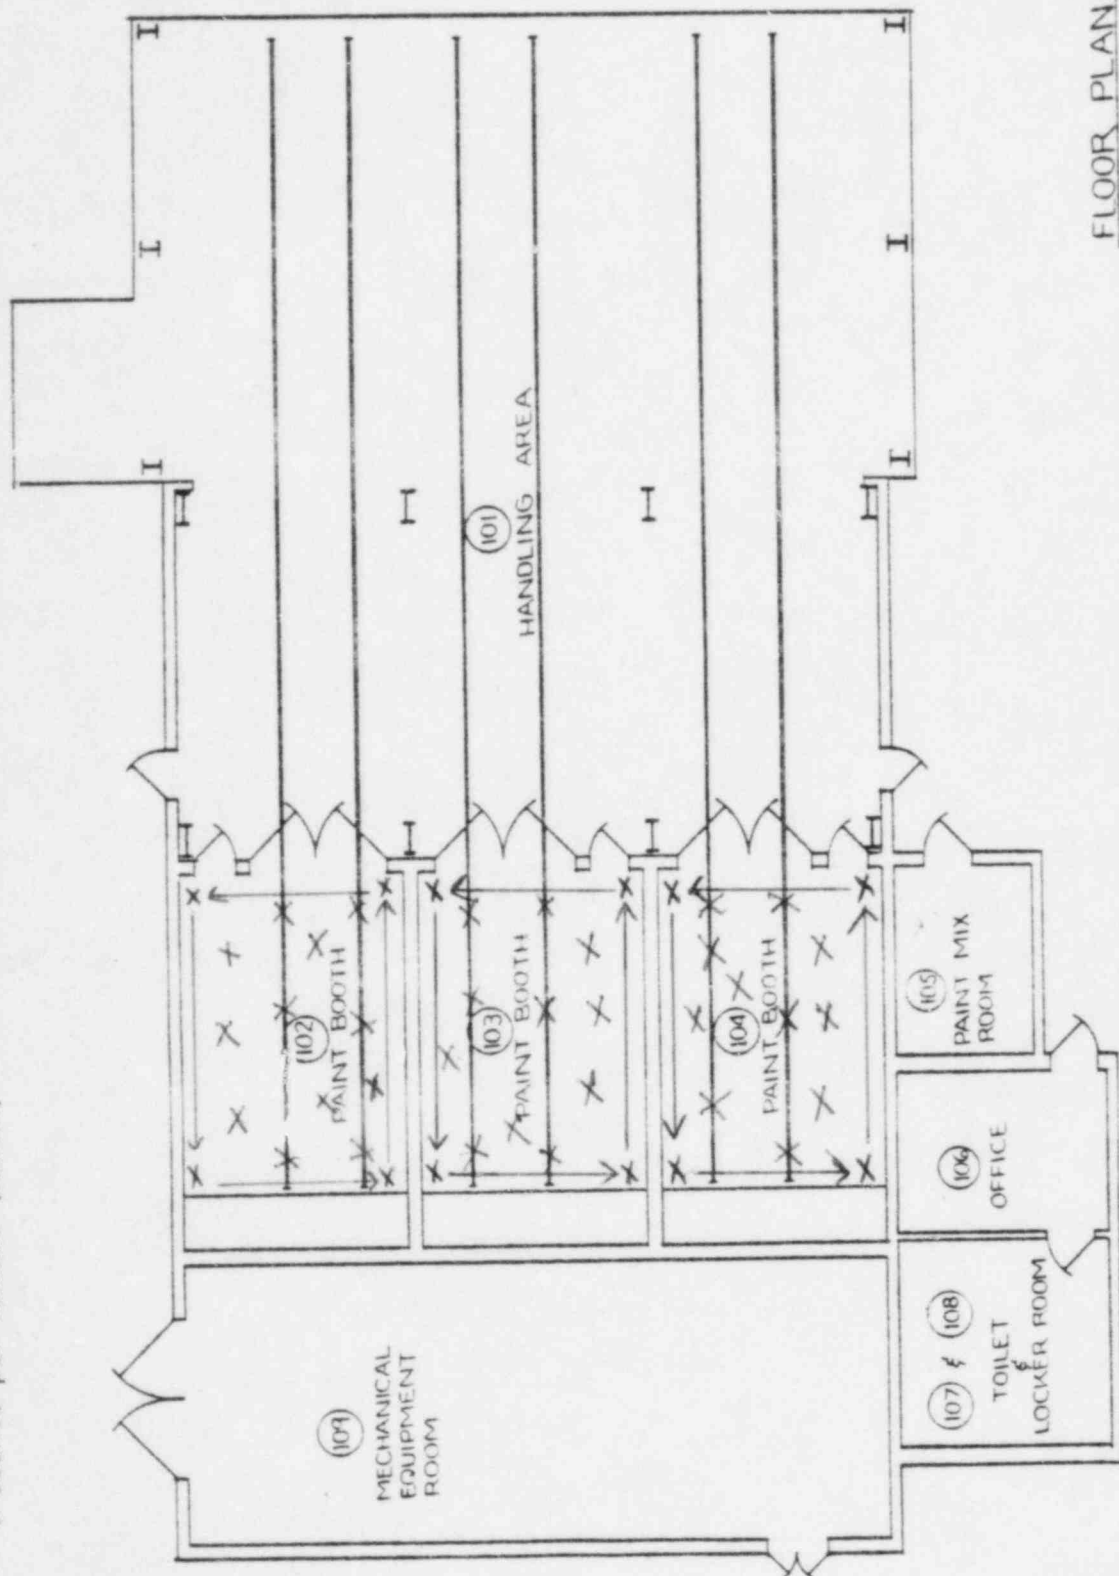 FLOOR PLAN
101
HANDLING AREA
102
PAINT BOOTH
103
PAINT BOOTH
104
PAINT BOOTH
105
PAINT MIX
ROOM
106
OFFICE
107 & 108
TOILET
&
LOCKER ROOM
109
MECHANICAL
EQUIPMENT
ROOM